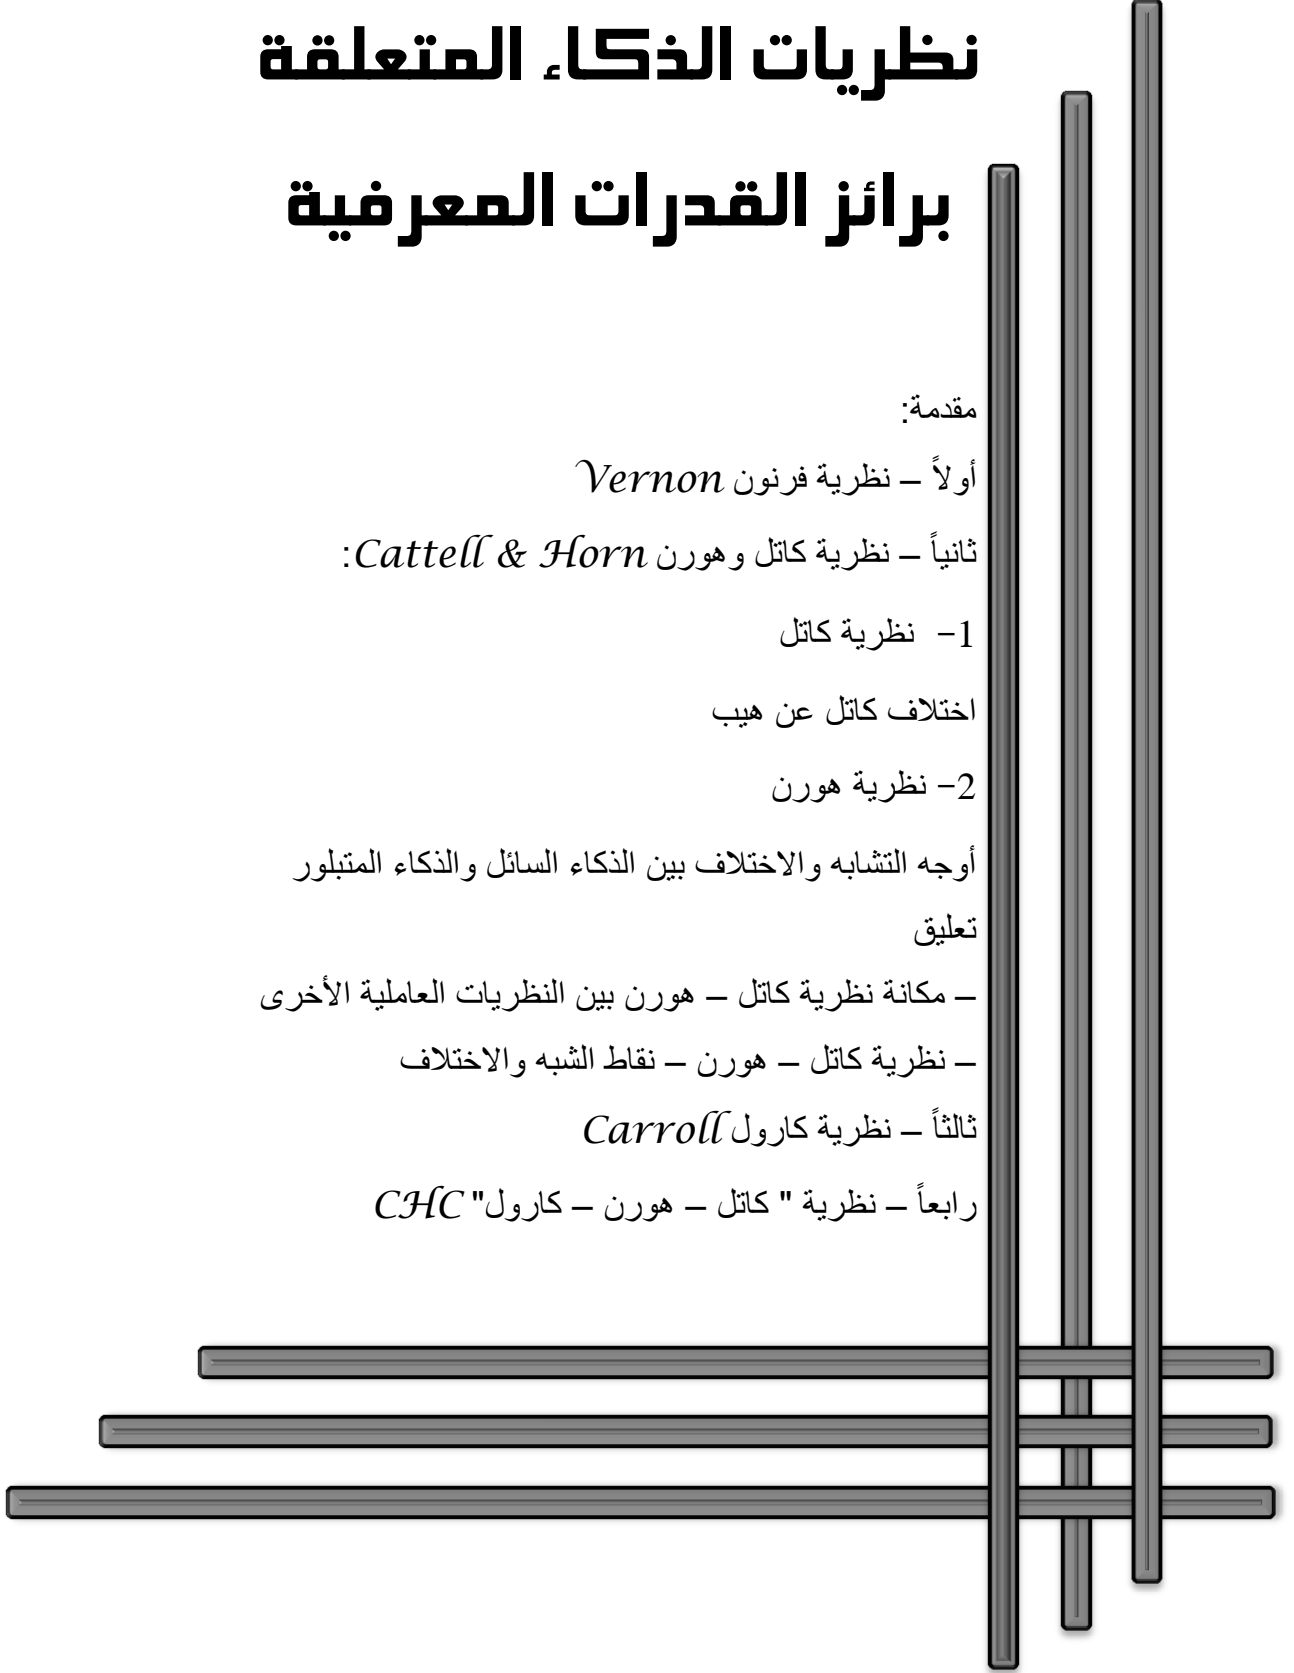 نظريات الذكاء المتعلقة
برائز القدرات المعرفية
مقدمة:
أولاً – نظرية فرنون Vernon
ثانياً – نظرية كاتل وهورن Cattell & Horn:
1- نظرية كاتل
اختلاف كاتل عن هيب
2- نظرية هورن
أوجه التشابه والاختلاف بين الذكاء السائل والذكاء المتبلور
تعليق
– مكانة نظرية كاتل – هورن بين النظريات العاملية الأخرى
– نظرية كاتل – هورن – نقاط الشبه والاختلاف
ثالثاً – نظرية كارول Carroll
رابعاً – نظرية " كاتل – هورن – كارول" CHC